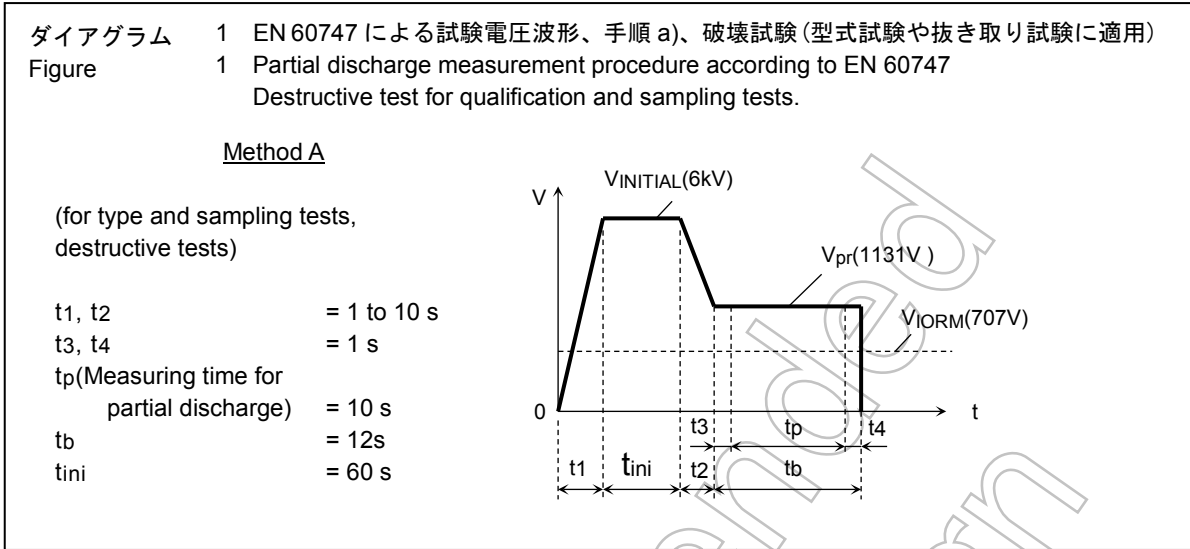 ダイアグラム 1 EN 60747 による試験電圧波形、手順 a)、破壊試験(型式試験や抜き取り試験に適用)
Figure 1 Partial discharge measurement procedure according to EN 60747
Destructive test for qualification and sampling tests.
Method A
(for type and sampling tests,
destructive tests)
t1, t2 = 1 to 10 s
t3, t4 = 1 s
tp(Measuring time for
partial discharge) = 10 s
tb = 12s
tini = 60 s
VINITIAL(6kV)
V
Vpr(1131V )
VIORM(707V)
0
t
t3 tp t4
t1 tini t2 tb